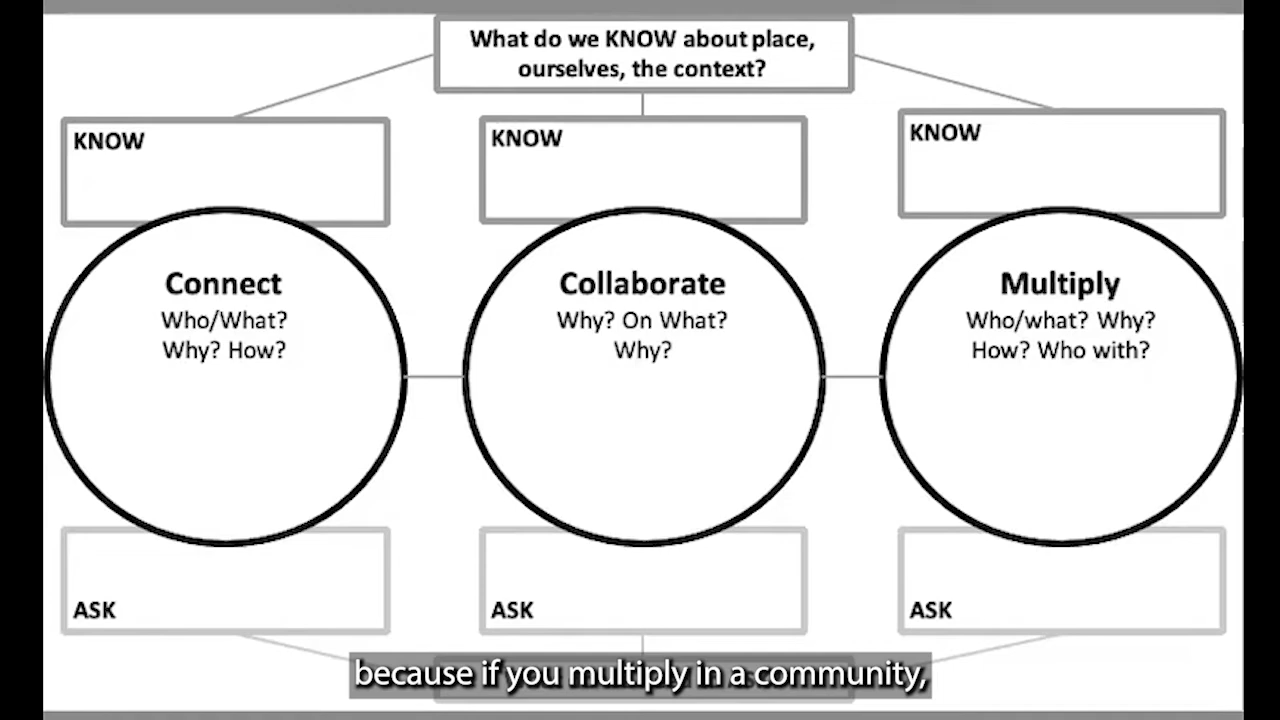 What do we KNOW about place,
ourselves, the context?
KNOW
KNOW
KNOW
Connect
Who/What?
Why? How?
Collaborate
Why? On What?
Why?
Multiply
Who/what? Why?
How? Who with?
ASK
ASK
ASK
because if you multiply in a community,